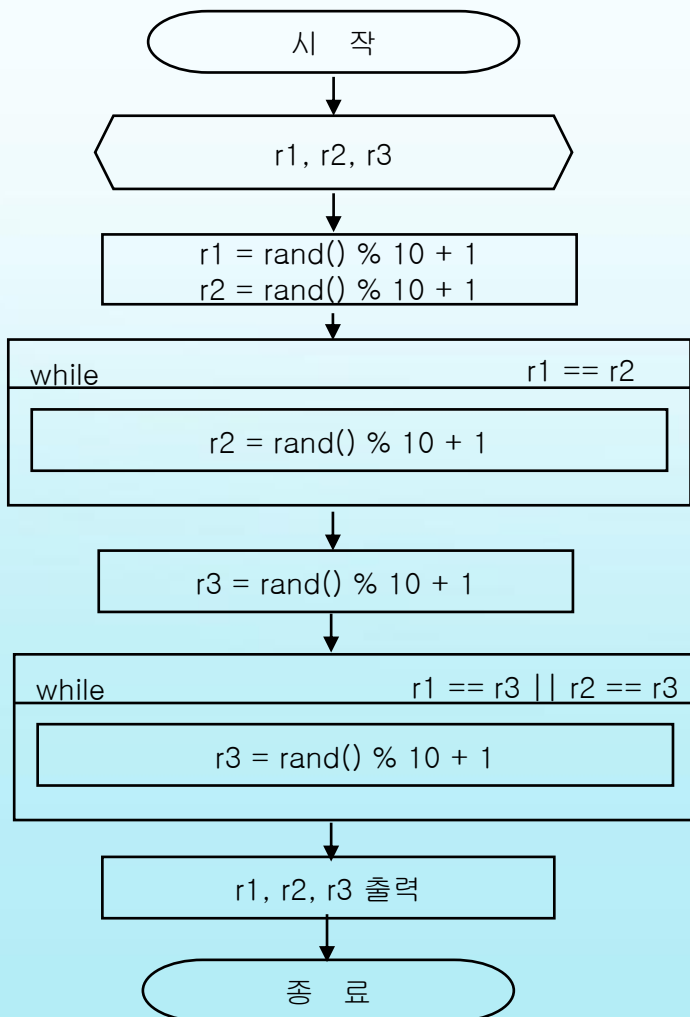 시 작
r1, r2, r3
r1 = rand() % 10 + 1
r2 = rand() % 10 + 1
while r1 == r2
r2 = rand() % 10 + 1
r3 = rand() % 10 + 1
while r1 == r3 || r2 == r3
r3 = rand() % 10 + 1
r1, r2, r3 출력
종 료